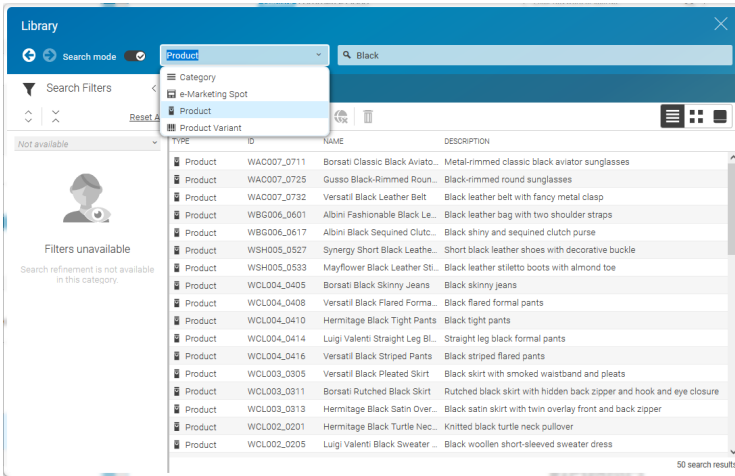 Library
Search mode
Product
Black
Category
e-Marketing Spot
Product
Product Variant
Search Filters
Reset A
Not available
Filters unavailable
Search refinement is not available
in this category.
TYPE ID NAME DESCRIPTION
Product WAC007_0711 Borsati Classic Black Aviato... Metal-rimmed classic black aviator sunglasses
Product WAC007_0725 Gusso Black-Rimmed Roun... Black-rimmed round sunglasses
Product WAC007_0732 Versatil Black Leather Belt Black leather belt with fancy metal clasp
Product WBG006_0601 Albini Fashionable Black Le... Black leather bag with two shoulder straps
Product WBG006_0617 Albini Black Sequined Clutc... Black shiny and sequined clutch purse
Product WSH005_0527 Synergy Short Black Leathe... Short black leather shoes with decorative buckle
Product WSH005_0533 Mayflower Black Leather Sti... Black leather stiletto boots with almond toe
Product WCL004_0405 Borsati Black Skinny Jeans Black skinny jeans
Product WCL004_0408 Versatil Black Flared Forma... Black flared formal pants
Product WCL004_0410 Hermitage Black Tight Pants Black tight pants
Product WCL004_0414 Luigi Valenti Straight Leg Bl... Straight leg black formal pants
Product WCL004_0416 Versatil Black Striped Pants Black striped flared pants
Product WCL003_0305 Versatil Black Pleated Skirt Black skirt with smoked waistband and pleats
Product WCL003_0311 Borsati Rutched Black Skirt Rutched black skirt with hidden back zipper and hook and eye closure
Product WCL003_0313 Hermitage Black Satin Over... Black satin skirt with twin overlay front and back zipper
Product WCL002_0201 Hermitage Black Turtle Nec... Knitted black turtle neck pullover
Product WCL002_0205 Luigi Valenti Black Sweater ... Black woollen short-sleeved sweater dress
50 search results